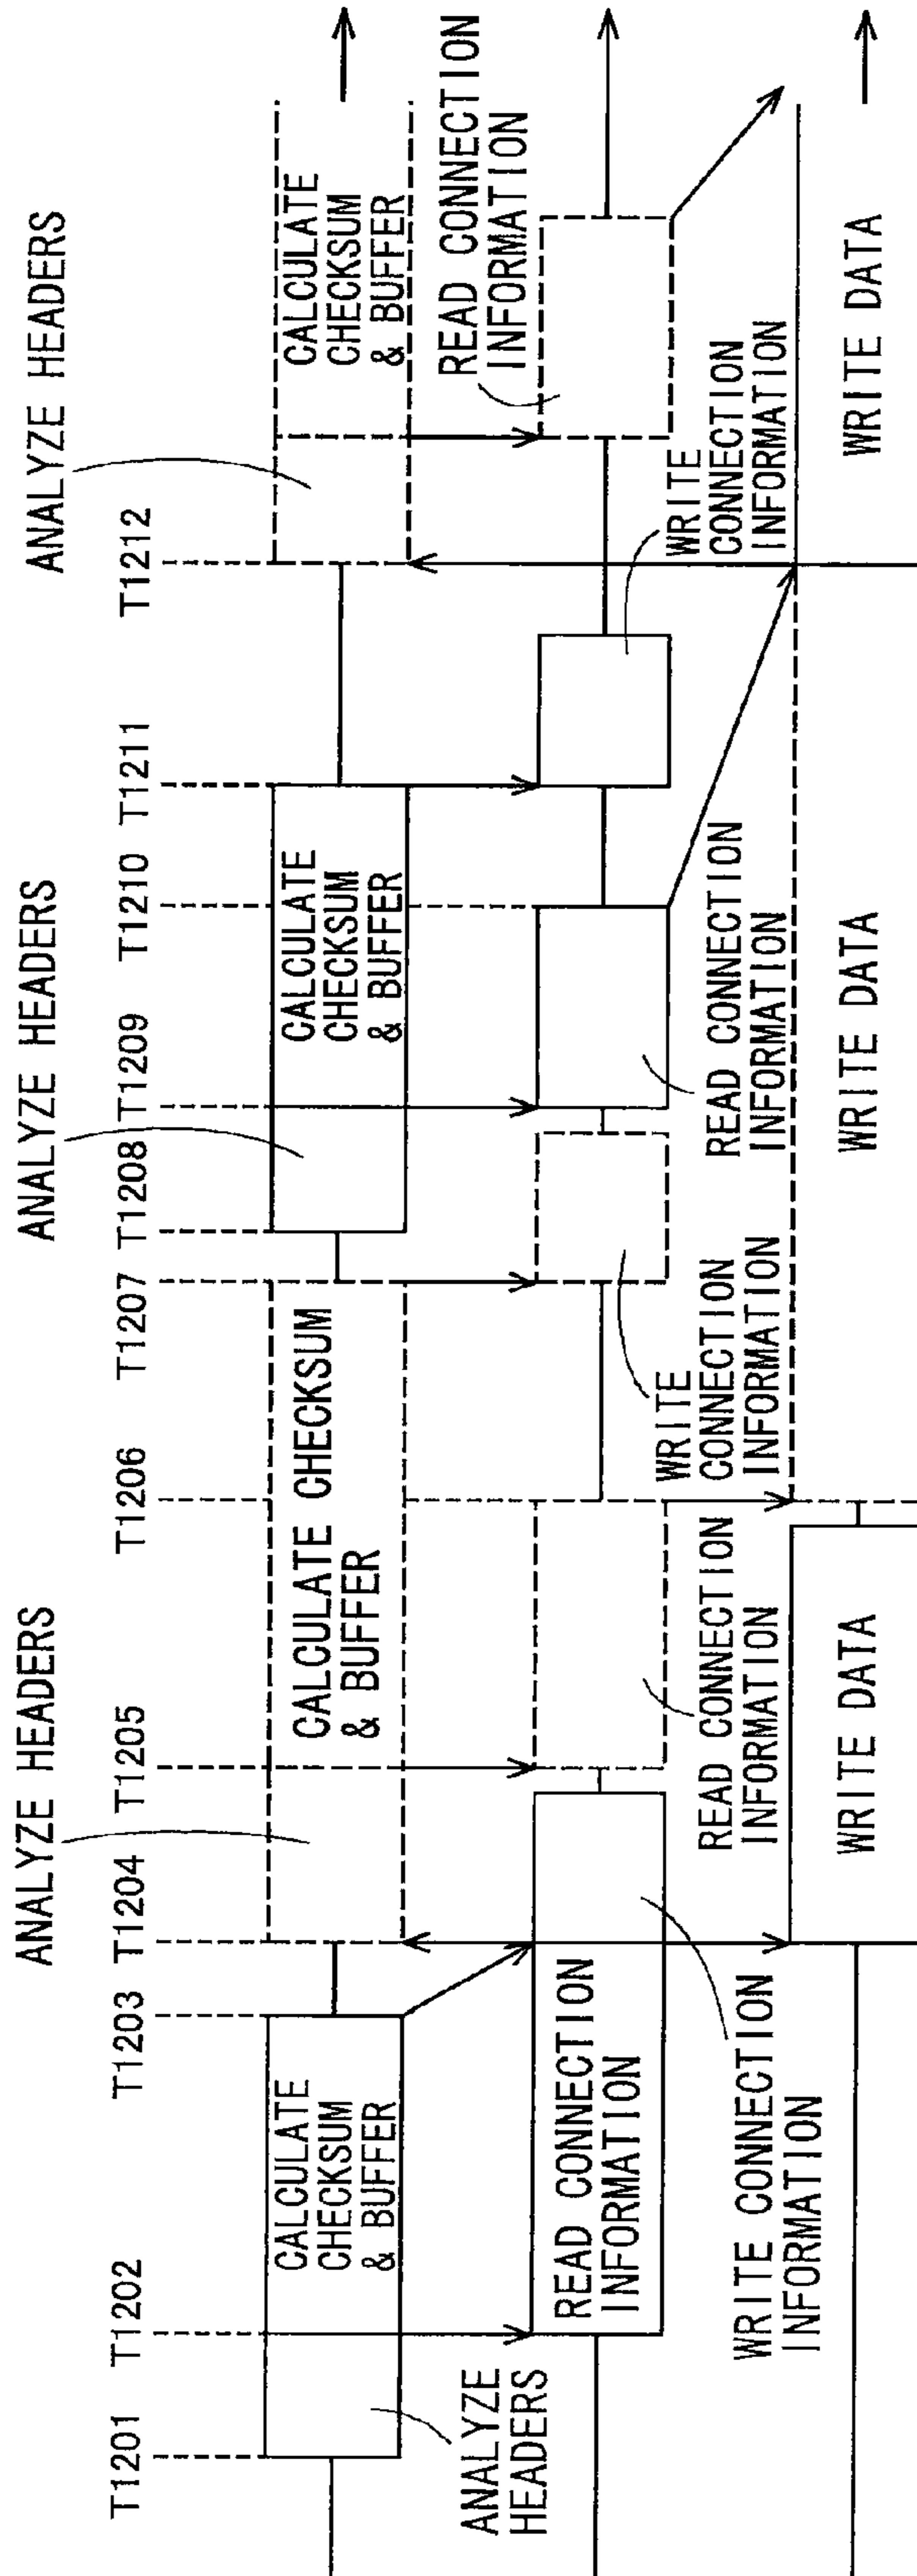 ANALYZE HEADERS
ANALYZE HEADERS
ANALYZE HEADERS
T1201
T1202
T1203
T1204
T1205
T1206
T1207
T1208
T1209
T1210
T1211
T1212
CALCULATE
CHECKSUM
& BUFFER
CALCULATE CHECKSUM
& BUFFER
CALCULATE
CHECKSUM
& BUFFER
CALCULATE
CHECKSUM
& BUFFER
ANALYZE
HEADERS
READ CONNECTION
INFORMATION
READ CONNECTION
INFORMATION
WRITE CONNECTION
INFORMATION
READ CONNECTION
INFORMATION
WRITE
CONNECTION
INFORMATION
READ CONNECTION
INFORMATION
WRITE
CONNECTION
INFORMATION
WRITE DATA
WRITE DATA
WRITE DATA